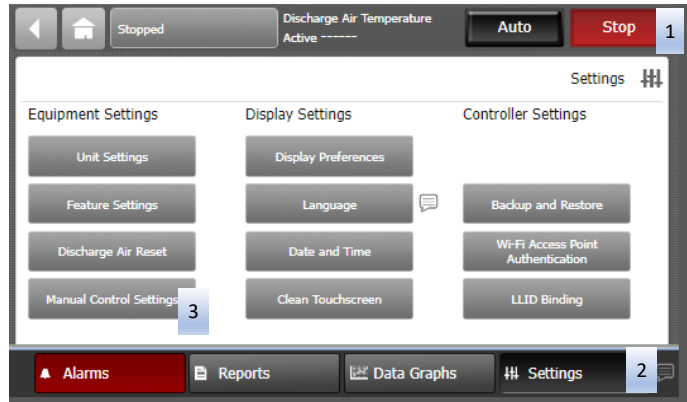 Stopped
Discharge Air Temperature
Active ------
Auto
Stop
1
Settings
Equipment Settings
Display Settings
Controller Settings
Unit Settings
Display Preferences
Feature Settings
Language
Backup and Restore
Discharge Air Reset
Date and Time
Wi-Fi Access Point
Authentication
Manual Control Settings
3
Clean Touchscreen
LLID Binding
Alarms
Reports
Data Graphs
Settings
2